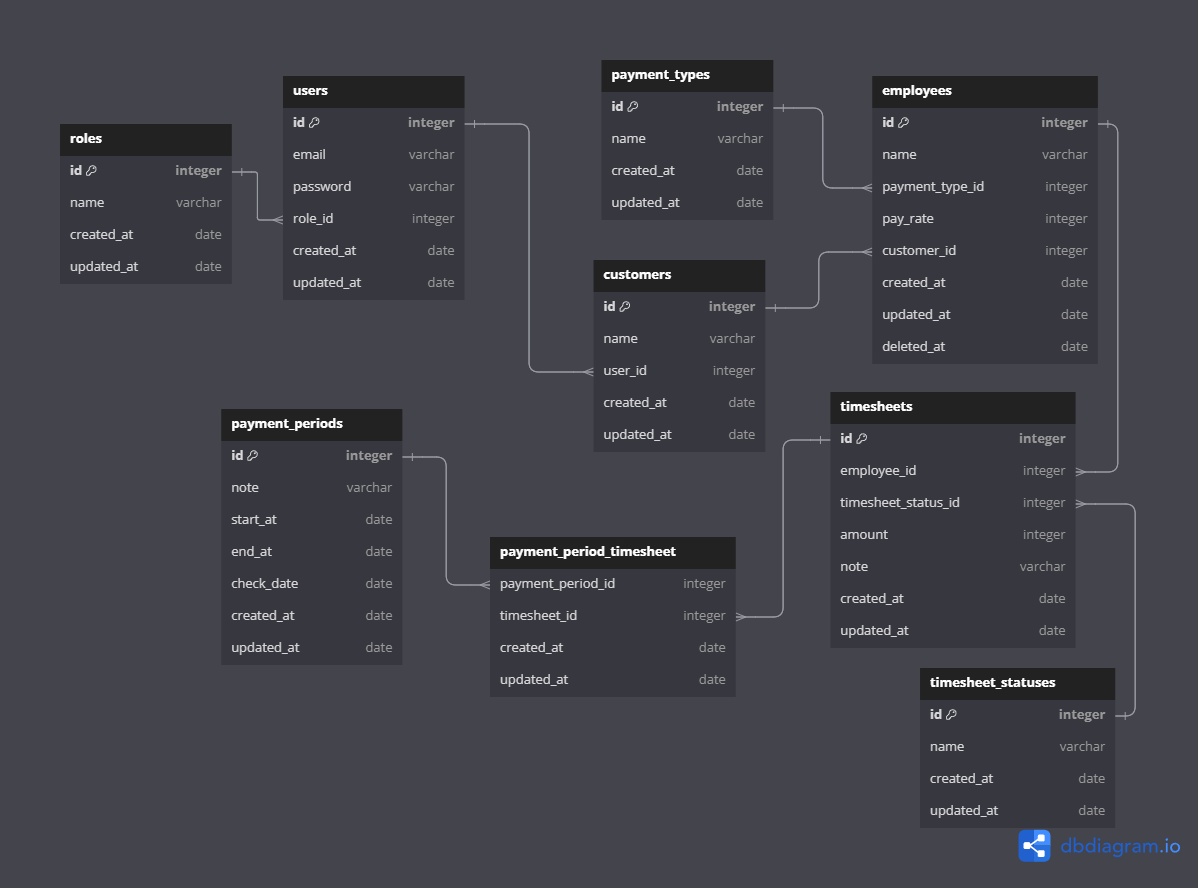 roles
id integer
name varchar
created_at date
updated_at date
users
id integer
email varchar
password varchar
role_id integer
created_at date
updated_at date
payment_types
id integer
name varchar
created_at date
updated_at date
employees
id integer
name varchar
payment_type_id integer
pay_rate integer
customer_id integer
created_at date
updated_at date
deleted_at date
customers
id integer
name varchar
user_id integer
created_at date
updated_at date
payment_periods
id integer
note varchar
start_at date
end_at date
check_date date
created_at date
updated_at date
payment_period_timesheet
payment_period_id integer
timesheet_id integer
created_at date
updated_at date
timesheets
id integer
employee_id integer
timesheet_status_id integer
amount integer
note varchar
created_at date
updated_at date
timesheet_statuses
id integer
name varchar
created_at date
updated_at date
dbdiagram.io